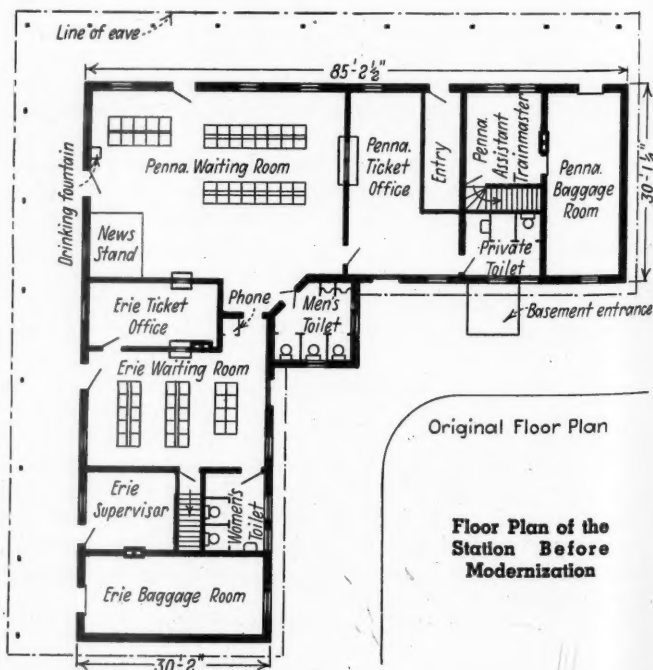 Line of eave
85'-2½"
Penna. Waiting Room
Penna.
Ticket
Office
Entry
Penna.
Assistant
Trainmaster
Penna.
Baggage
Room
30'-1¼"
Drinking fountain
News
Stand
Private
Toilet
Erie Ticket
Office
Phone
Men's
Toilet
Basement entrance
Erie Waiting Room
Original Floor Plan
Erie
Supervisor
Women's
Toilet
Floor Plan of the
Station Before
Modernization
Erie Baggage Room
30'-2"